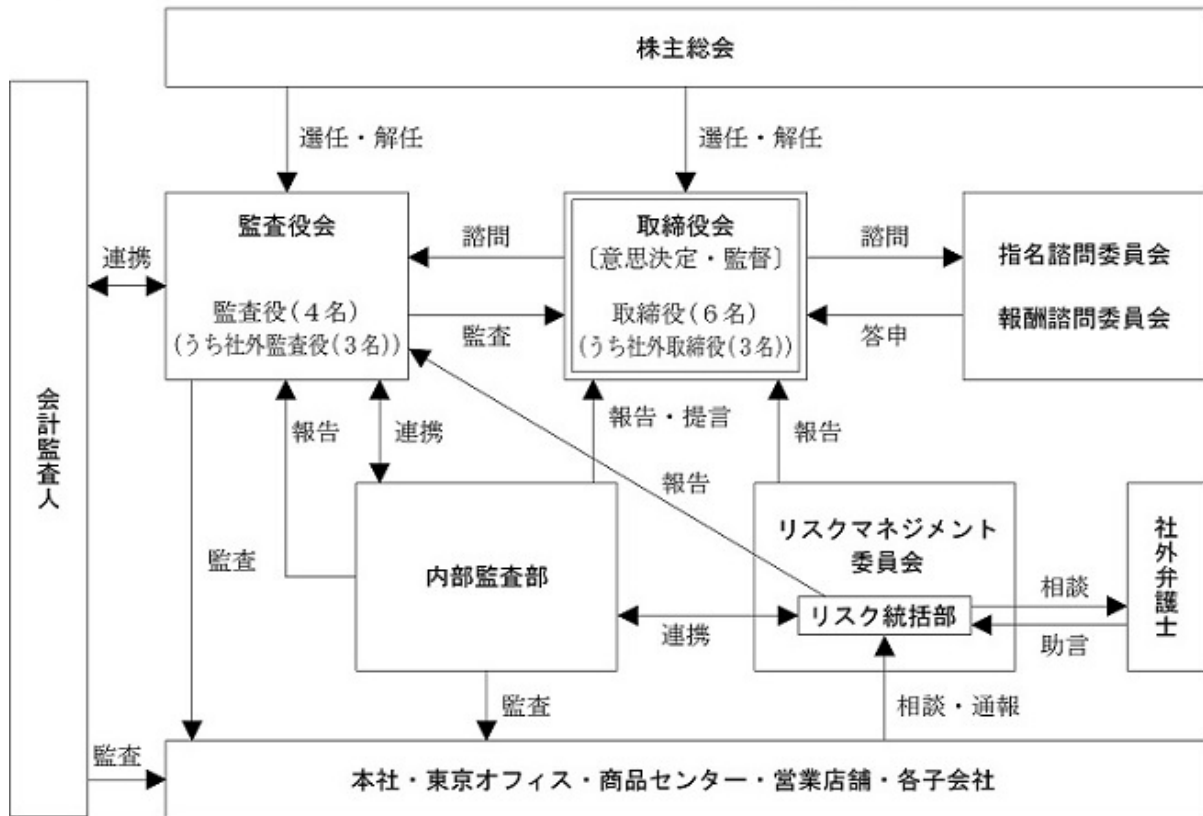 株主総会
選任・解任
選任・解任
監査役会
監査役(4名)
(うち社外監査役(3名))
諮問
監査
取締役会
〔意思決定・監督〕
取締役(6名)
(うち社外取締役(3名))
諮問
答申
指名諮問委員会
報酬諮問委員会
連携
会計監査人
報告
連携
報告・提言
報告
報告
監査
内部監査部
連携
リスクマネジメント
委員会
リスク統括部
相談
助言
社外弁護士
監査
相談・通報
監査
本社・東京オフィス・商品センター・営業店舗・各子会社